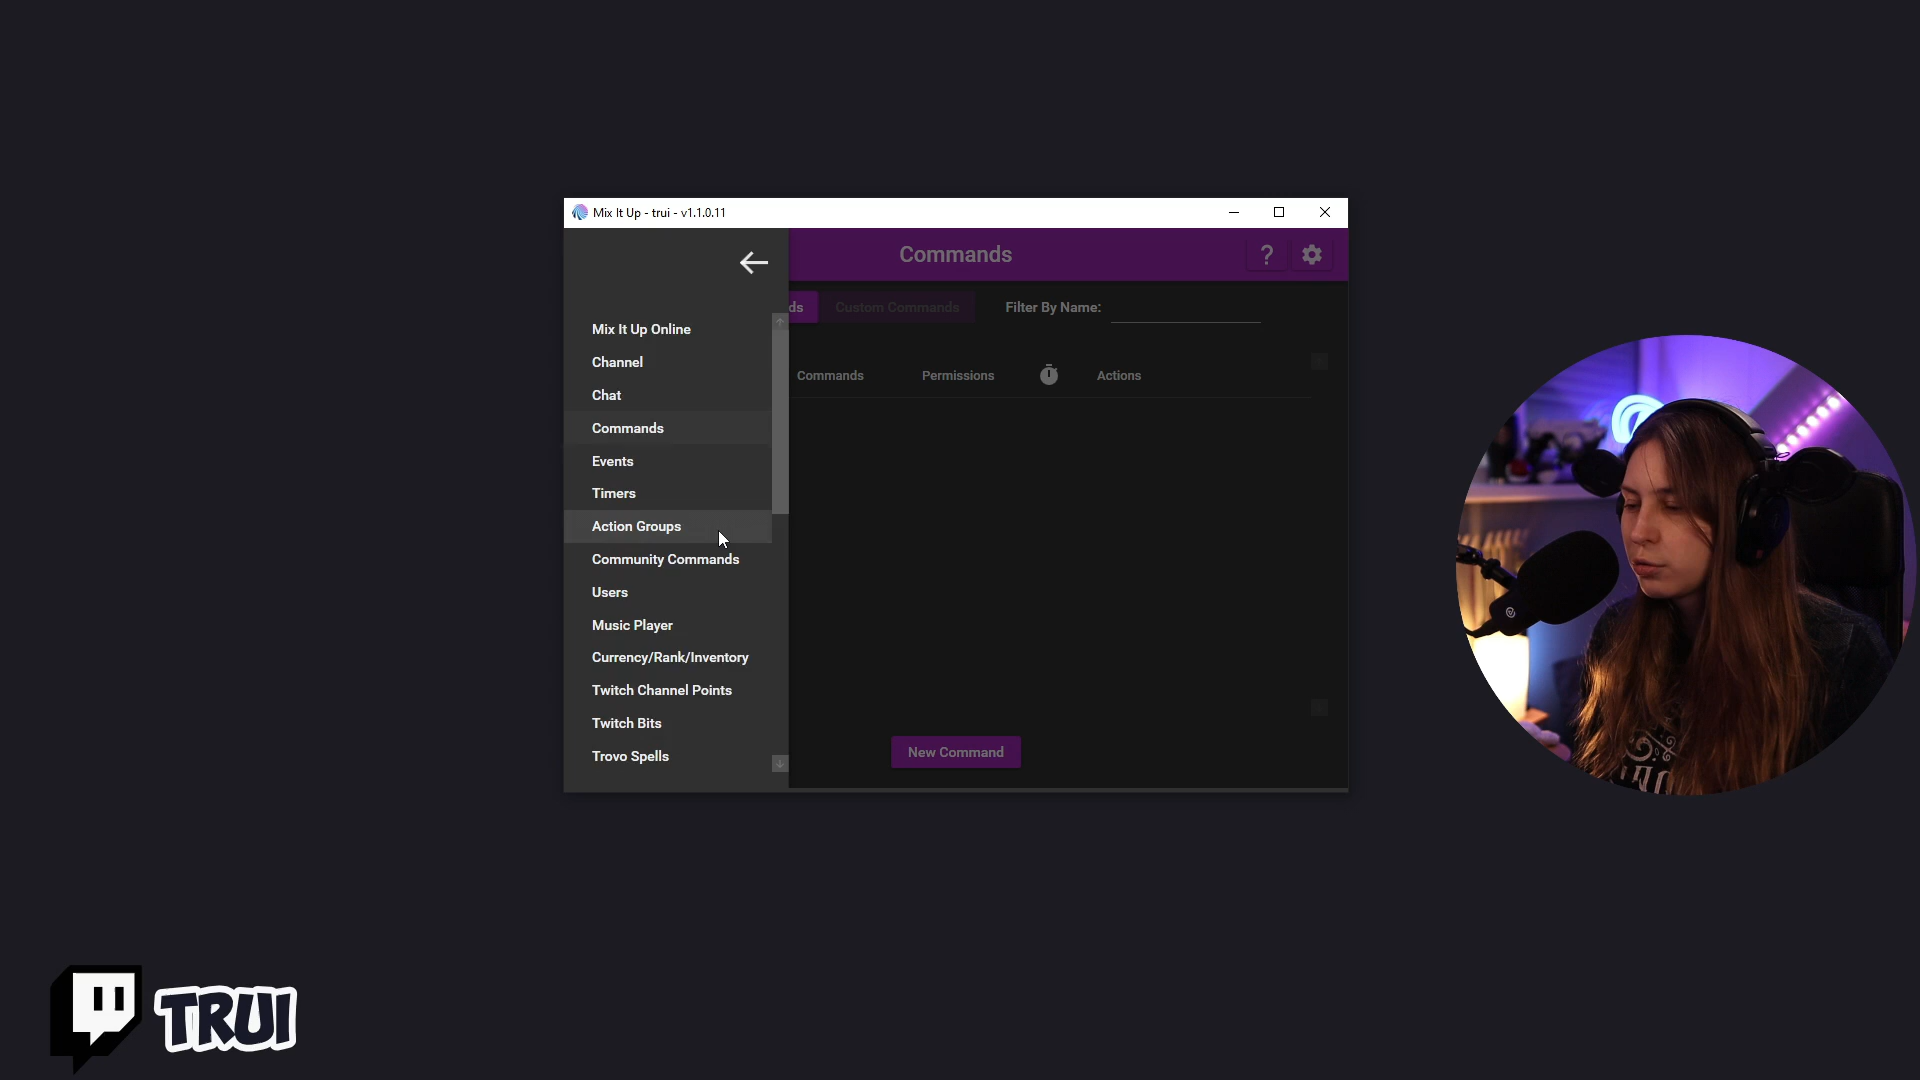 Mix It Up - trui - v1.1.0.11
Commands
?
ds
Custom Commands
Filter By Name:
Mix It Up Online
Channel
Chat
Commands
Events
Timers
Action Groups
Community Commands
Users
Music Player
Currency/Rank/Inventory
Twitch Channel Points
Twitch Bits
Trovo Spells
Commands
Permissions
Actions
New Command
TRUI